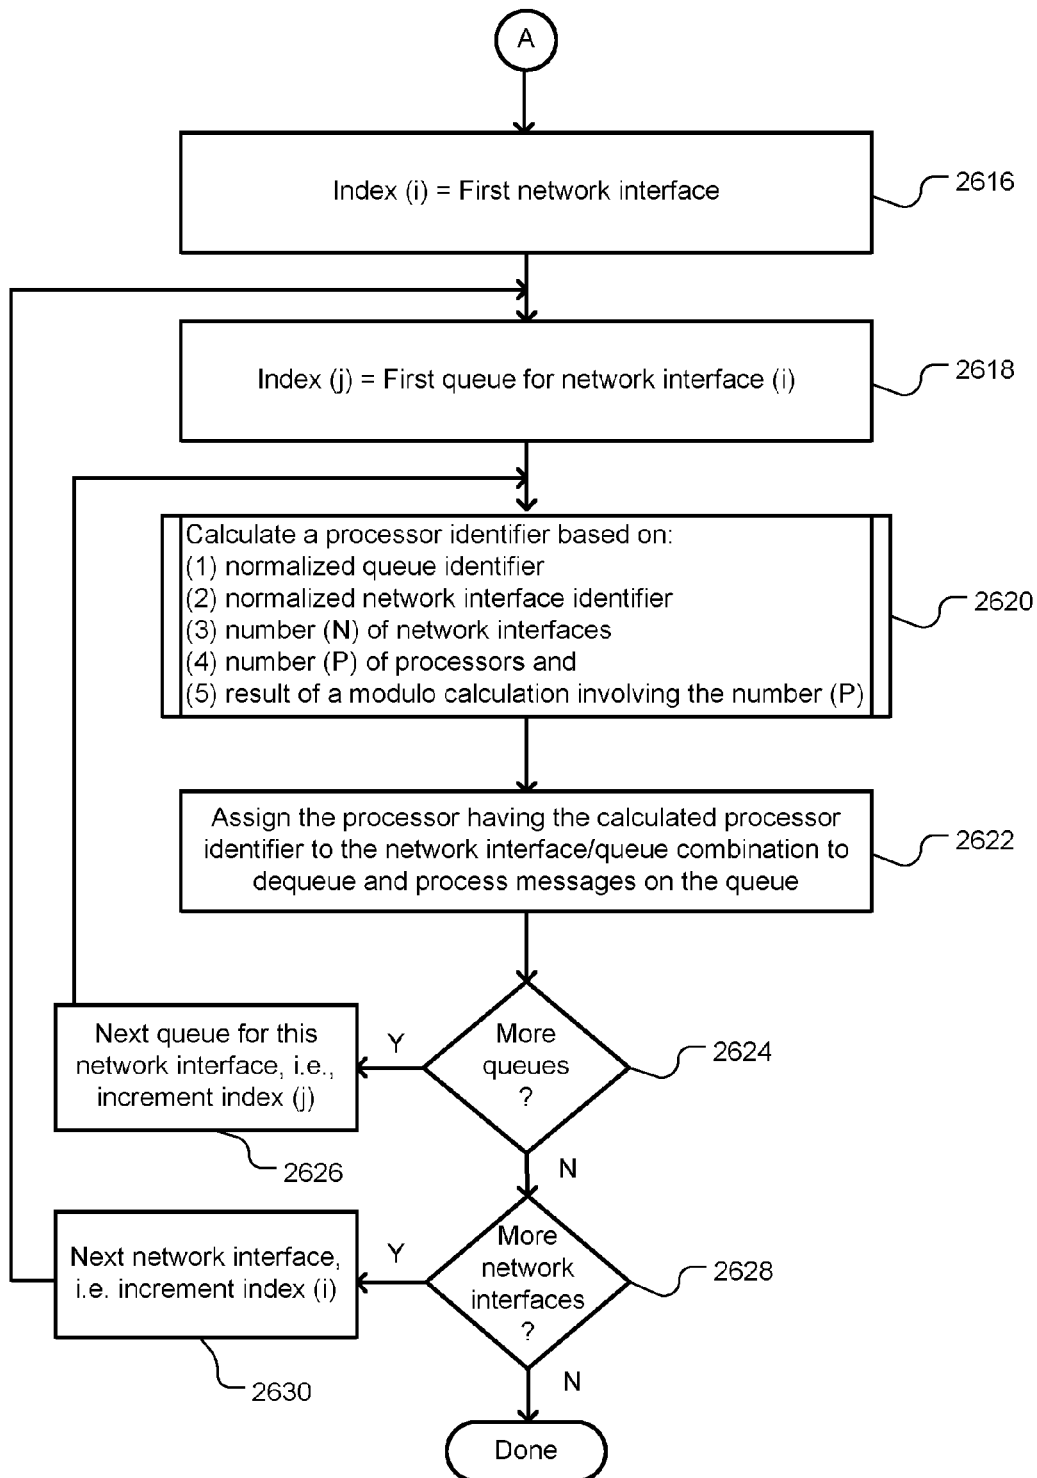 A
Index (i) = First network interface
2616
Index (j) = First queue for network interface (i)
2618
Calculate a processor identifier based on:
(1) normalized queue identifier
(2) normalized network interface identifier
(3) number (N) of network interfaces
(4) number (P) of processors and
(5) result of a modulo calculation involving the number (P)
2620
Assign the processor having the calculated processor
identifier to the network interface/queue combination to
dequeue and process messages on the queue
2622
More
queues
?
2624
Y
Next queue for this
network interface, i.e.,
increment index (j)
2626
N
More
network
interfaces
?
2628
Y
Next network interface,
i.e. increment index (i)
2630
N
Done